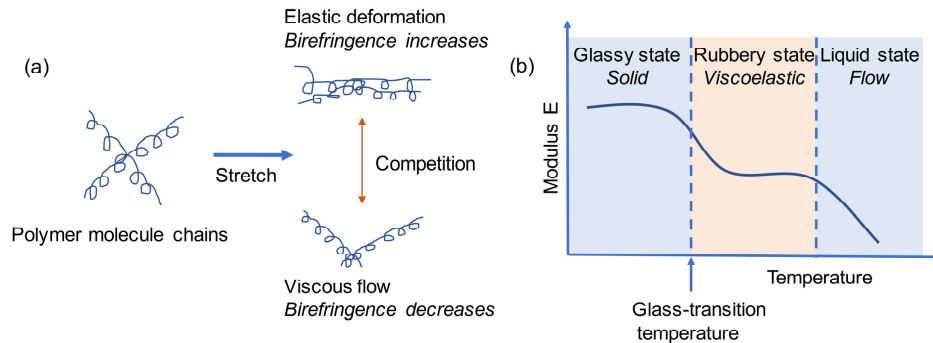 (a)
Elastic deformation
Birefringence increases
Polymer molecule chains
Stretch
Competition
Viscous flow
Birefringence decreases
(b)
Glassy state
Solid
Rubbery state
Viscoelastic
Liquid state
Flow
Modulus E
Temperature
Glass-transition
temperature